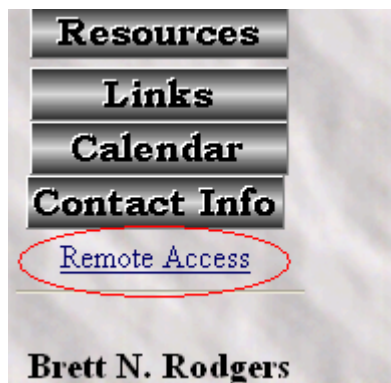 Resources
Links
Calendar
Contact Info
Remote Access
Brett N. Rodgers